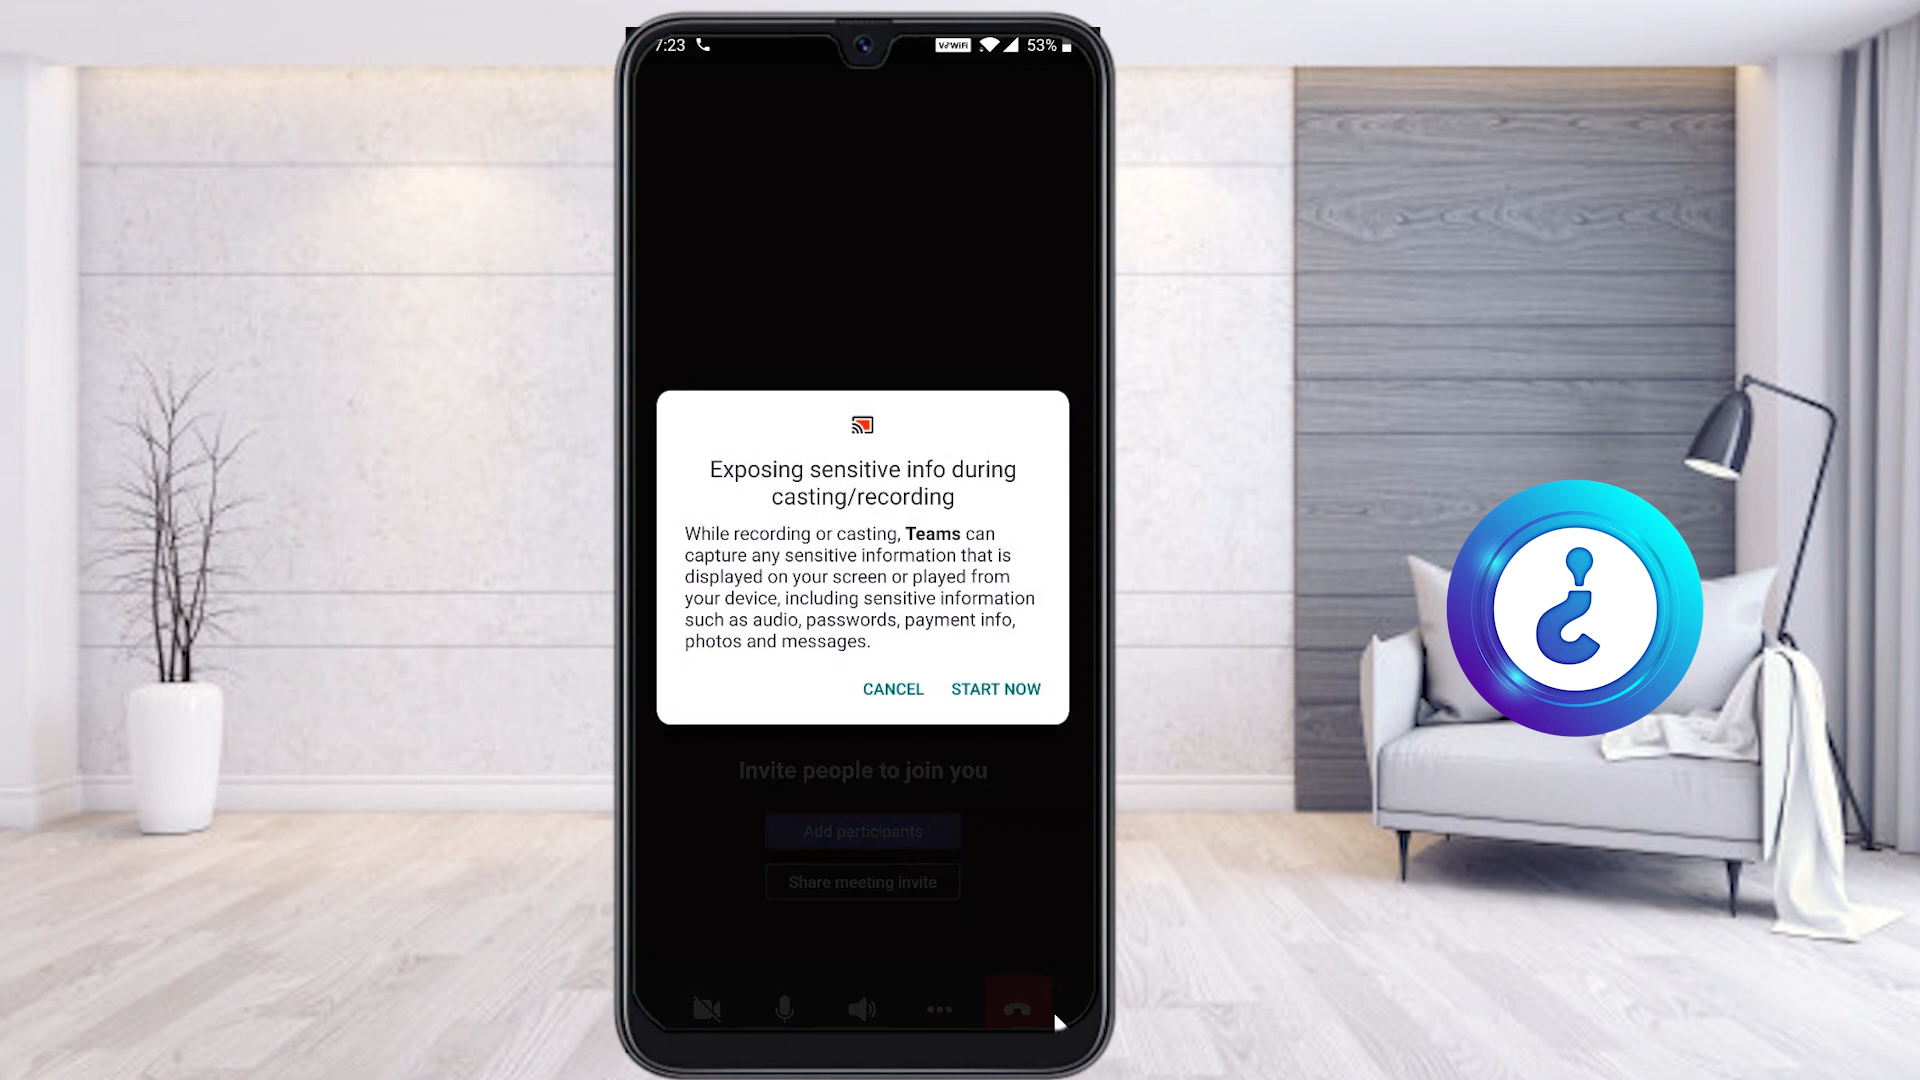 7:23
VoWiFi 53%
Exposing sensitive info during
casting/recording
While recording or casting, Teams can
capture any sensitive information that is
displayed on your screen or played from
your device, including sensitive information
such as audio, passwords, payment info,
photos and messages.
CANCEL START NOW
Invite people to join you
Add participants
Share meeting invite